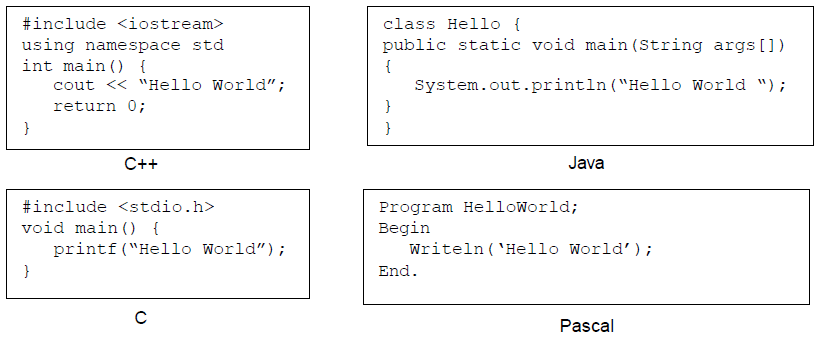 #include <iostream>
using namespace std
int main() {
cout << “Hello World”;
return 0;
}
C++
class Hello {
public static void main(String args[])
{
System.out.println(“Hello World “);
}
}
Java
#include <stdio.h>
void main() {
printf(“Hello World”);
}
C
Program HelloWorld;
Begin
Writeln(‘Hello World’);
End.
Pascal